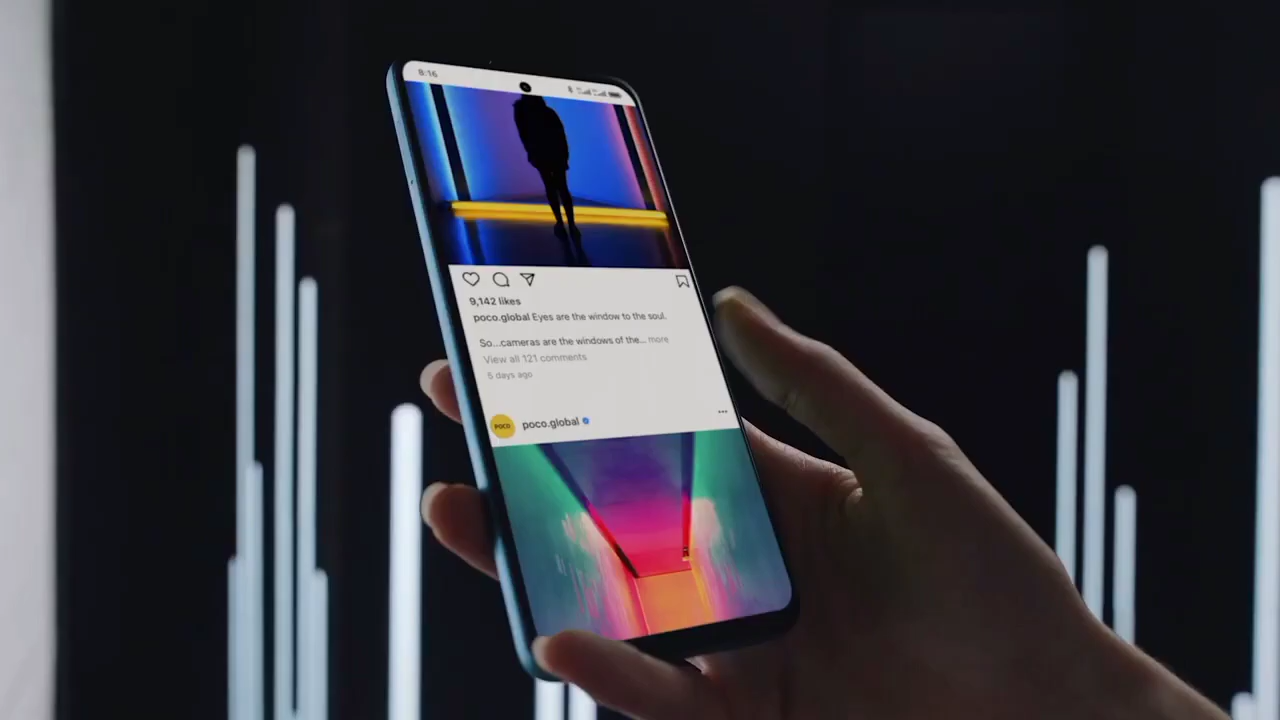 8:16
9,142 likes
poco.global Eyes are the window to the soul.
So...cameras are the windows of the... more
View all 121 comments
5 days ago
POCO
poco.global